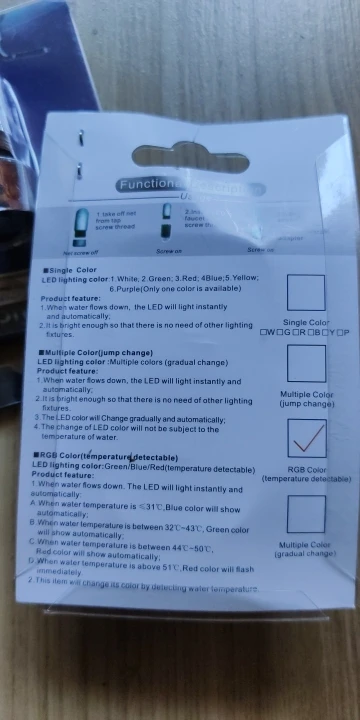 Function
1.take off net
from tap
screw thread
Net screw off
Screw on
Screw on
■Single Color
LED lighting color:1.White; 2.Green; 3.Red; 4Blue;5.Yellow;
6.Purple(Only one color is available)
Product feature:
1.When water flows down, the LED will light instantly
and automatically;
2.It is bright enough so that there is no need of other lighting
fixtures.
Single Color
□W□G□R□B□Y□P
■Multiple Color(jump change)
LED lighting color:Multiple colors (gradual change)
Product feature:
1.When water flows down, the LED will light instantly and
automatically;
2.It is bright enough so that there is no need of other lighting
fixtures.
3.The LED color will Change gradually and automatically;
4.The change of LED color will not be subject to the
temperature of water.
Multiple Color
(jump change)
■RGB Color(temperature detectable)
LED lighting color:Green/Blue/Red(temperature detectable)
Product feature:
1.When water flows down. The LED will light instantly and
automatically:
A.When water temperature is ≤31℃,Blue color will show
automatically;
B.When water temperature is between 32℃~43℃, Green color
will show automatically;
C.When water temperature is between 44℃~50℃,
Red color will show automatically;
D.When water temperature is above 51℃,Red color will flash
immediately.
2.This item will change its color by detecting water temperature.
RGB Color
(temperature detectable)
Multiple Color
(gradual change)